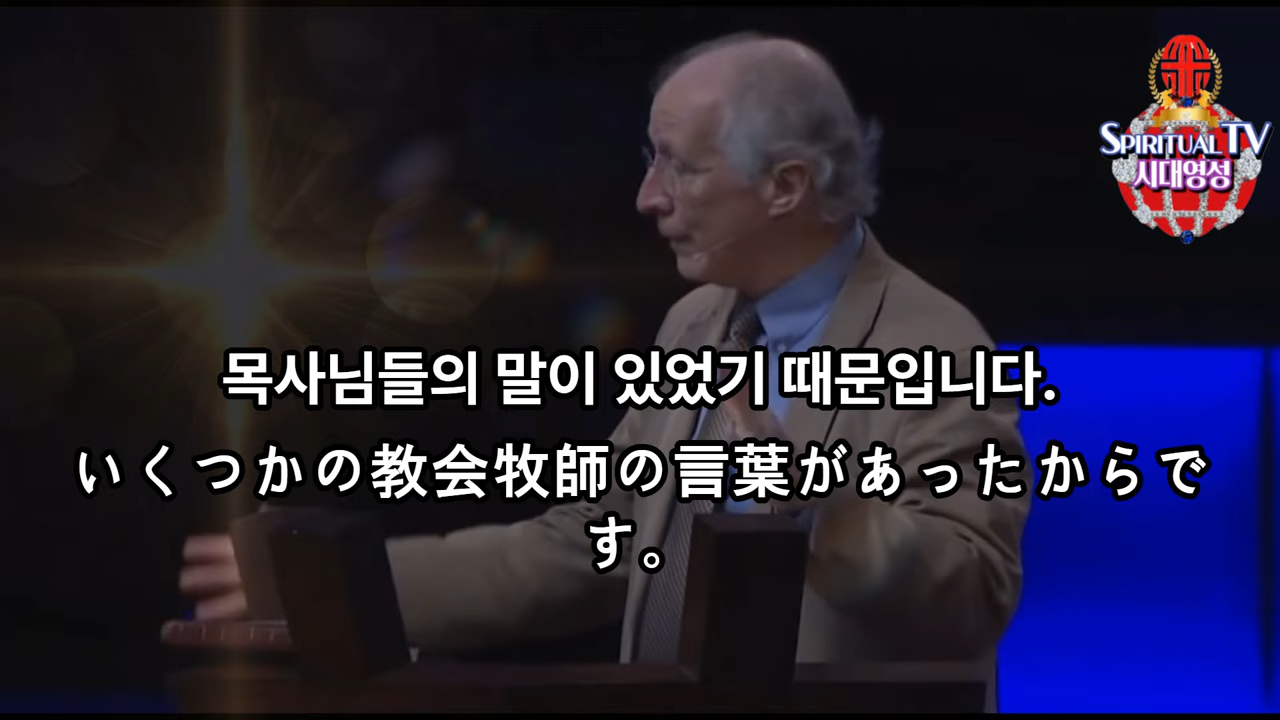 SPIRITUAL TV
시대영성
목사님들의 말이 있었기 때문입니다.
いくつかの教会牧師の言葉があったからで
す。